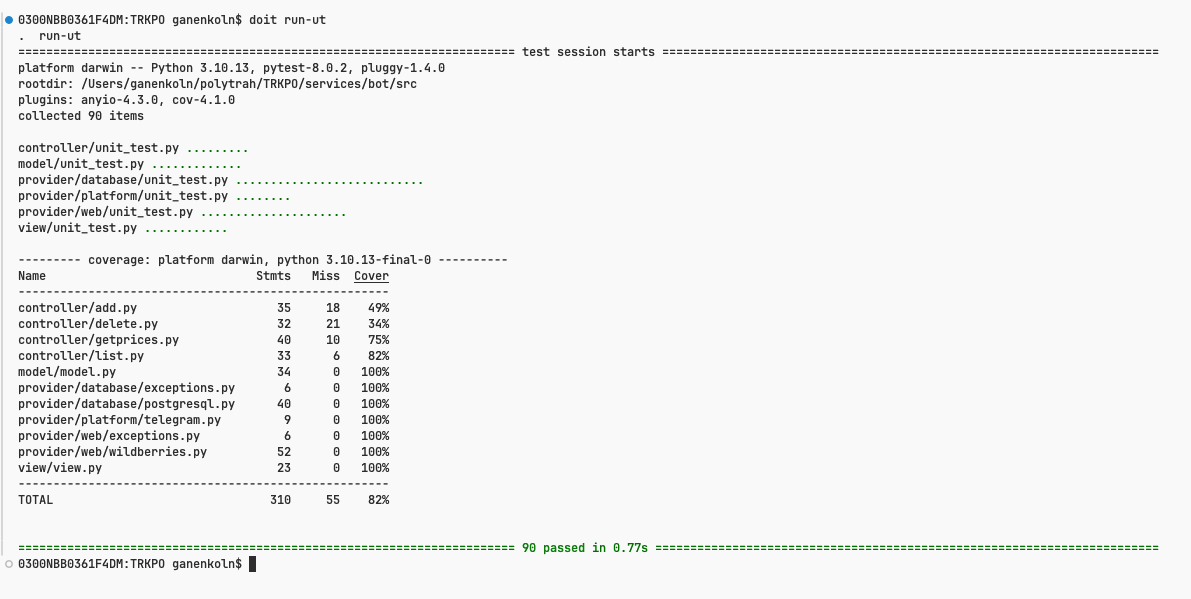 0300NBB0361F4DM:TRKPO ganenkoln$ doit run-ut
.  run-ut
======================================================================= test session starts =======================================================================
platform darwin -- Python 3.10.13, pytest-8.0.2, pluggy-1.4.0
rootdir: /Users/ganenkoln/polytrah/TRKPO/services/bot/src
plugins: anyio-4.3.0, cov-4.1.0
collected 90 items

controller/unit_test.py .........
model/unit_test.py .............
provider/database/unit_test.py ...........................
provider/platform/unit_test.py ........
provider/web/unit_test.py .....................
view/unit_test.py ............

--------- coverage: platform darwin, python 3.10.13-final-0 ----------
Name                              Stmts   Miss  Cover
-----------------------------------------------------
controller/add.py                    35     18    49%
controller/delete.py                 32     21    34%
controller/getprices.py              40     10    75%
controller/list.py                   33      6    82%
model/model.py                       34      0   100%
provider/database/exceptions.py       6      0   100%
provider/database/postgresql.py      40      0   100%
provider/platform/telegram.py         9      0   100%
provider/web/exceptions.py            6      0   100%
provider/web/wildberries.py          52      0   100%
view/view.py                         23      0   100%
-----------------------------------------------------
TOTAL                               310     55    82%

======================================================================= 90 passed in 0.77s ========================================================================
0300NBB0361F4DM:TRKPO ganenkoln$